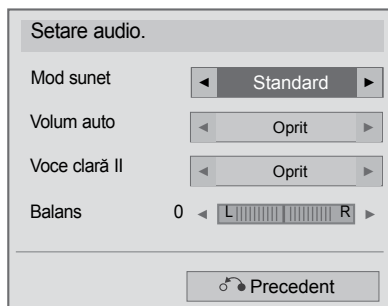 Setare audio.
Mod sunet ◄ Standard ►
Volum auto ◄ Oprit ►
Voce clară II ◄ Oprit ►
Balans 0 ◄ L R ►
Precedent